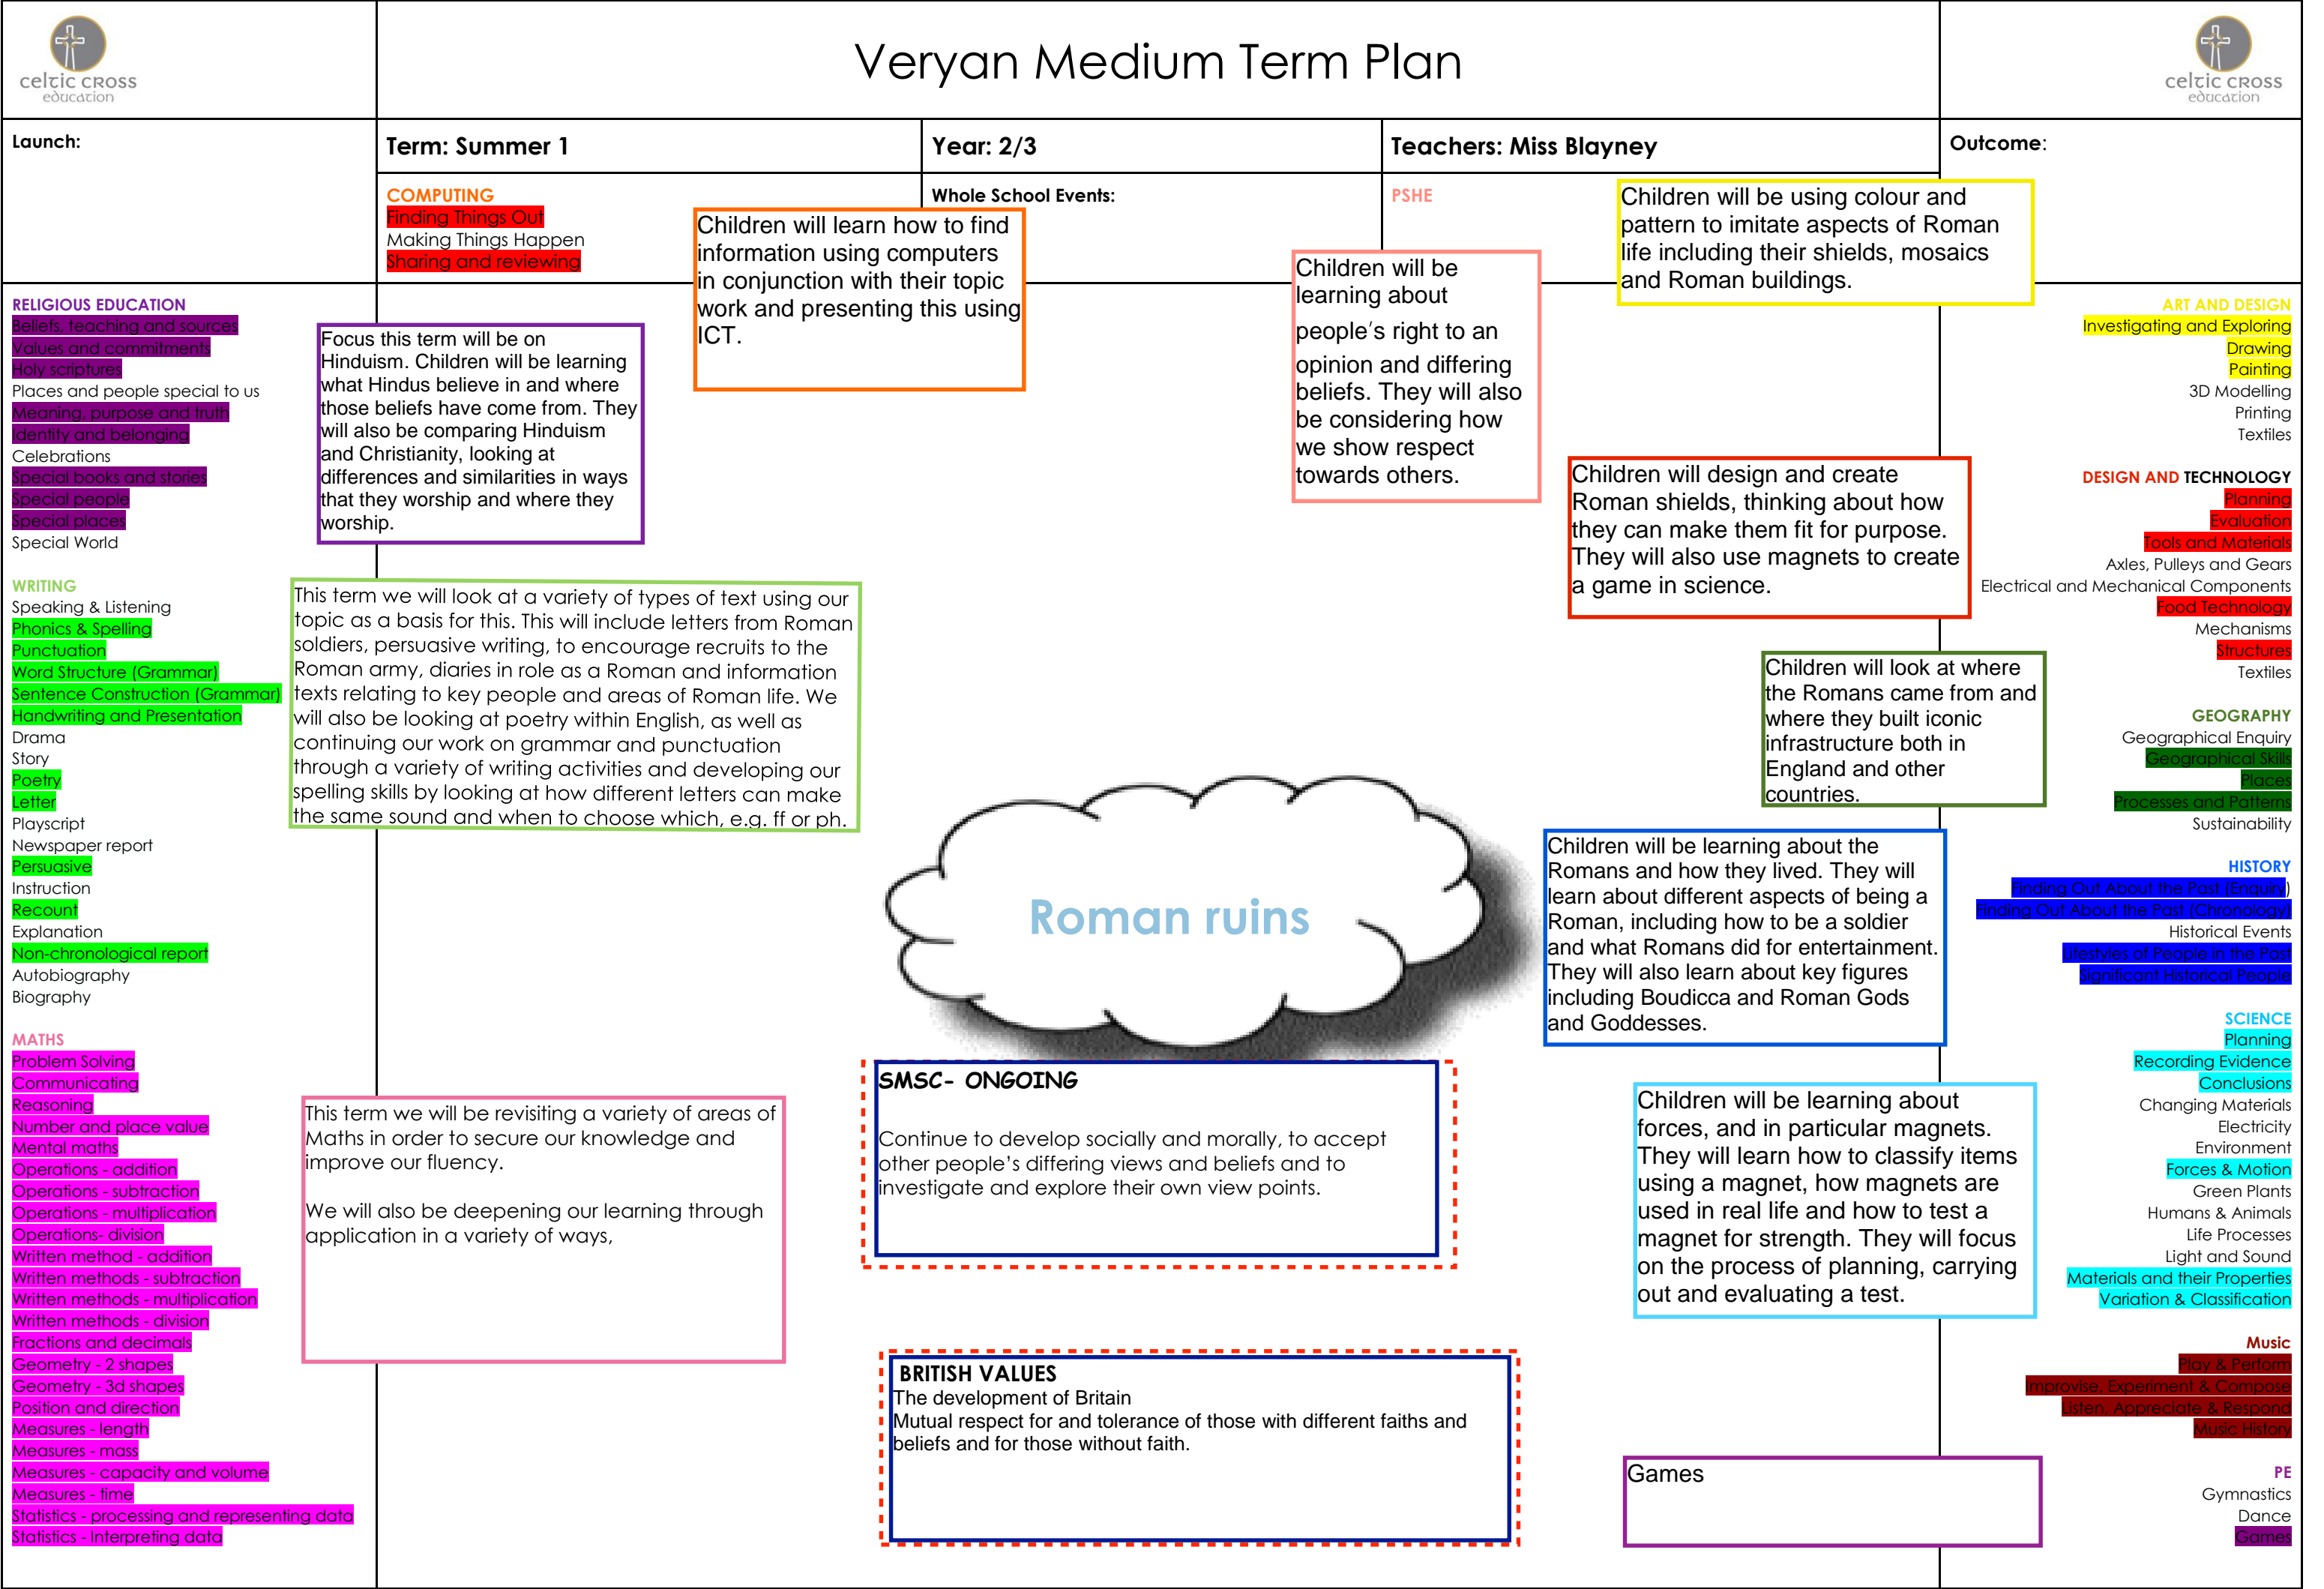 celtic cross
education
Veryan Medium Term Plan
celtic cross
education
Launch:
Term: Summer 1
Year: 2/3
Teachers: Miss Blayney
Outcome:
COMPUTING
Finding Things Out
Making Things Happen
Sharing and reviewing
Children will learn how to find
information using computers
in conjunction with their topic
work and presenting this using
ICT.
Whole School Events:
PSHE
Children will be
learning about
people’s right to an
opinion and differing
beliefs. They will also
be considering how
we show respect
towards others.
Children will be using colour and
pattern to imitate aspects of Roman
life including their shields, mosaics
and Roman buildings.
RELIGIOUS EDUCATION
Beliefs, teaching and sources
Values and commitments
Holy scriptures
Places and people special to us
Meaning, purpose and truth
Identity and belonging
Celebrations
Special books and stories
Special people
Special places
Special World
Focus this term will be on
Hinduism. Children will be learning
what Hindus believe in and where
those beliefs have come from. They
will also be comparing Hinduism
and Christianity, looking at
differences and similarities in ways
that they worship and where they
worship.
WRITING
Speaking & Listening
Phonics & Spelling
Punctuation
Word Structure (Grammar)
Sentence Construction (Grammar)
Handwriting and Presentation
Drama
Story
Poetry
Letter
Playscript
Newspaper report
Persuasive
Instruction
Recount
Explanation
Non-chronological report
Autobiography
Biography
This term we will look at a variety of types of text using our
topic as a basis for this. This will include letters from Roman
soldiers, persuasive writing, to encourage recruits to the
Roman army, diaries in role as a Roman and information
texts relating to key people and areas of Roman life. We
will also be looking at poetry within English, as well as
continuing our work on grammar and punctuation
through a variety of writing activities and developing our
spelling skills by looking at how different letters can make
the same sound and when to choose which, e.g. ff or ph.
MATHS
Problem Solving
Communicating
Reasoning
Number and place value
Mental maths
Operations - addition
Operations - subtraction
Operations - multiplication
Operations- division
Written method - addition
Written methods - subtraction
Written methods - multiplication
Written methods - division
Fractions and decimals
Geometry - 2 shapes
Geometry - 3d shapes
Position and direction
Measures - length
Measures - mass
Measures - capacity and volume
Measures - time
Statistics - processing and representing data
Statistics - Interpreting data
This term we will be revisiting a variety of areas of
Maths in order to secure our knowledge and
improve our fluency.
We will also be deepening our learning through
application in a variety of ways,
Roman ruins
SMSC- ONGOING
Continue to develop socially and morally, to accept
other people’s differing views and beliefs and to
investigate and explore their own view points.
BRITISH VALUES
The development of Britain
Mutual respect for and tolerance of those with different faiths and
beliefs and for those without faith.
ART AND DESIGN
Investigating and Exploring
Drawing
Painting
3D Modelling
Printing
Textiles
Children will design and create
Roman shields, thinking about how
they can make them fit for purpose.
They will also use magnets to create
a game in science.
DESIGN AND TECHNOLOGY
Planning
Evaluation
Tools and Materials
Axles, Pulleys and Gears
Electrical and Mechanical Components
Food Technology
Mechanisms
Structures
Textiles
Children will look at where
the Romans came from and
where they built iconic
infrastructure both in
England and other
countries.
GEOGRAPHY
Geographical Enquiry
Geographical Skills
Places
Processes and Patterns
Sustainability
Children will be learning about the
Romans and how they lived. They will
learn about different aspects of being a
Roman, including how to be a soldier
and what Romans did for entertainment.
They will also learn about key figures
including Boudicca and Roman Gods
and Goddesses.
HISTORY
Finding Out About the Past (Enquiry)
Finding Out About the Past (Chronology)
Historical Events
Lifestyles of People in the Past
Significant Historical People
Children will be learning about
forces, and in particular magnets.
They will learn how to classify items
using a magnet, how magnets are
used in real life and how to test a
magnet for strength. They will focus
on the process of planning, carrying
out and evaluating a test.
SCIENCE
Planning
Recording Evidence
Conclusions
Changing Materials
Electricity
Environment
Forces & Motion
Green Plants
Humans & Animals
Life Processes
Light and Sound
Materials and their Properties
Variation & Classification
Music
Play & Perform
Improvise, Experiment & Compose
Listen, Appreciate & Respond
Music History
Games
PE
Gymnastics
Dance
Games